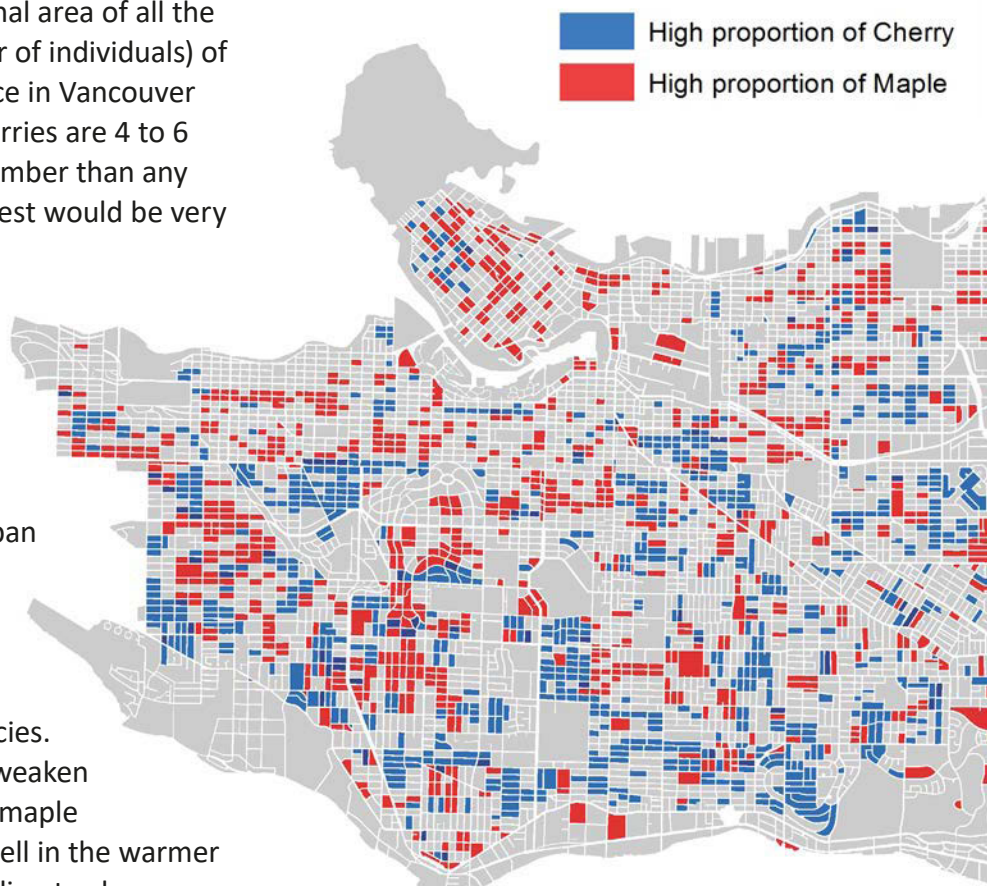 nal area of all the
r of individuals) of
ce in Vancouver
rries are 4 to 6
mber than any
est would be very
High proportion of Cherry
High proportion of Maple
pan
cies.
weaken
maple
ell in the warmer